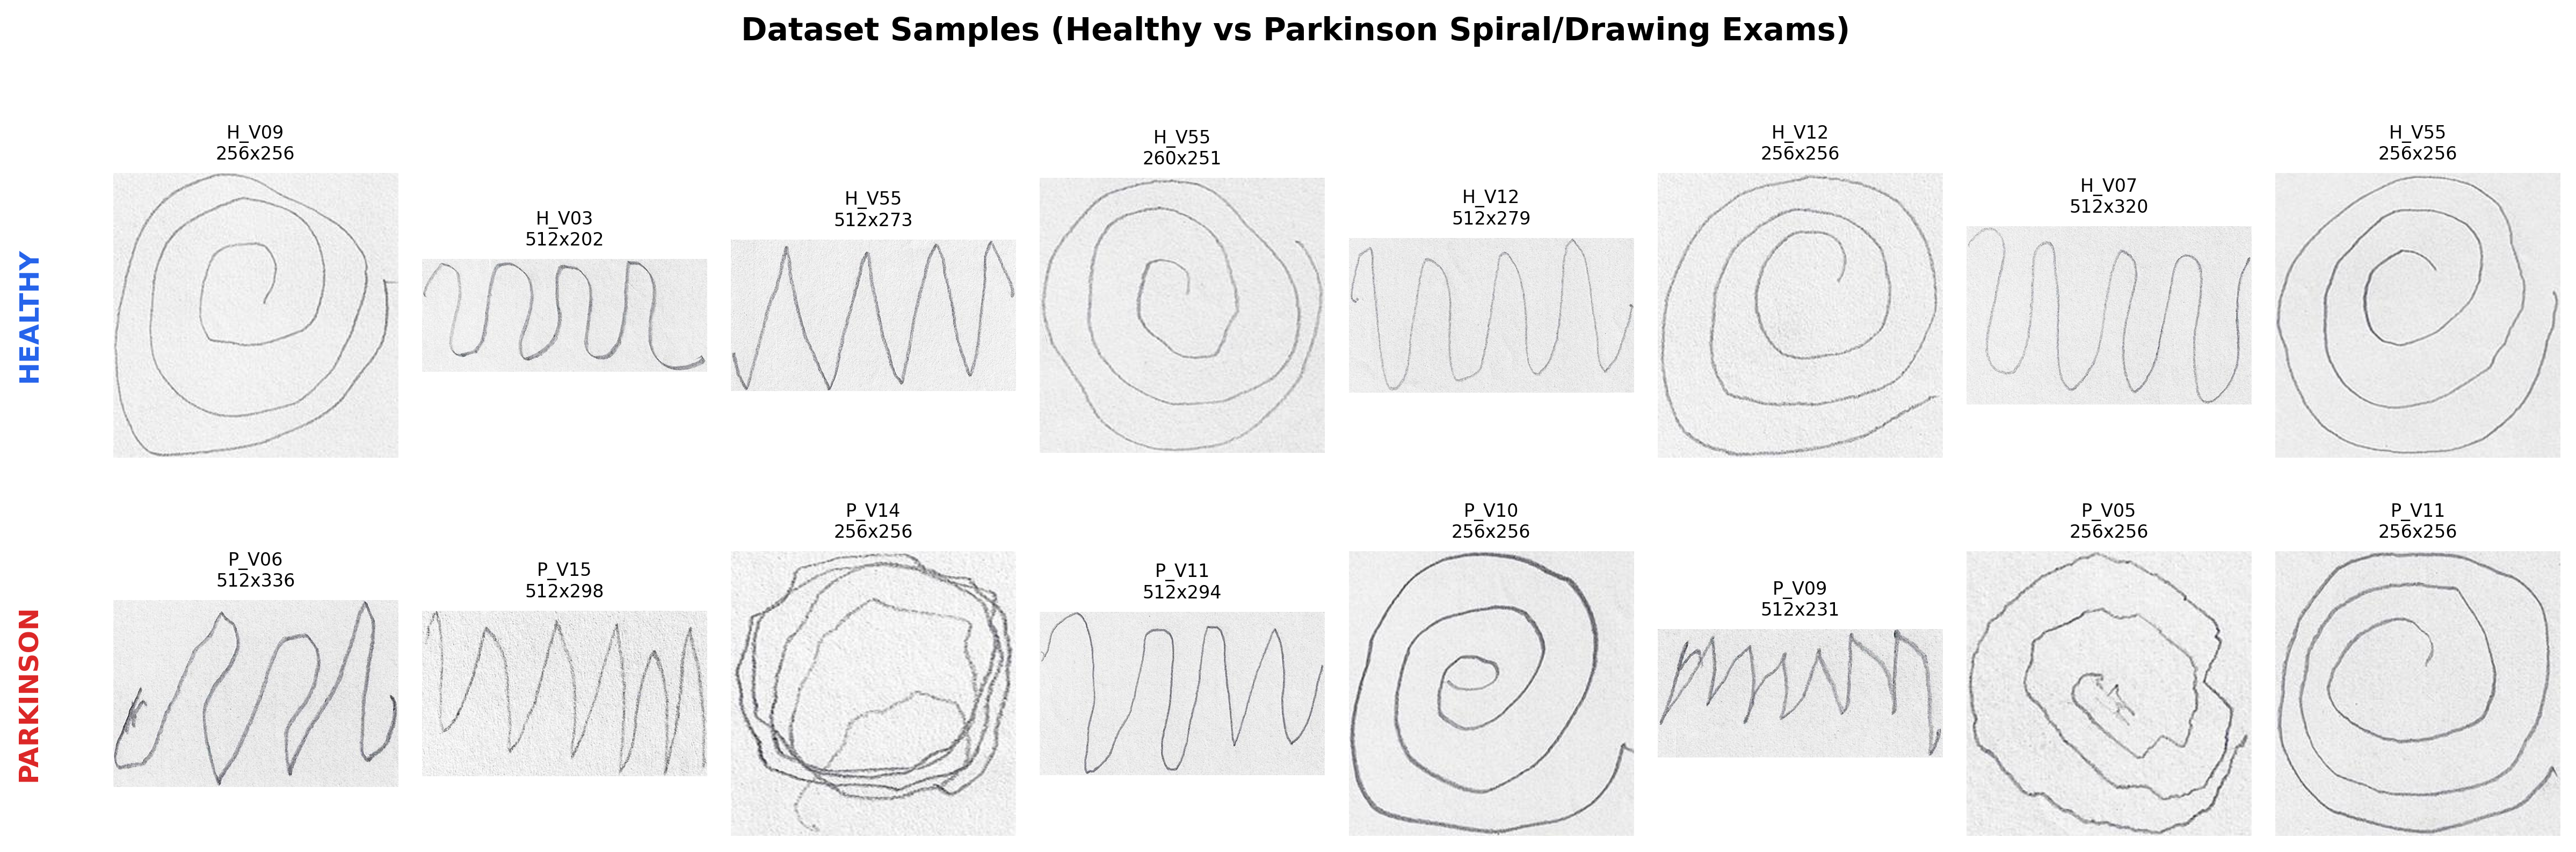 Dataset Samples (Healthy vs Parkinson Spiral/Drawing Exams)
HEALTHY
H_V09
256x256
H_V03
512x202
H_V55
512x273
H_V55
260x251
H_V12
512x279
H_V12
256x256
H_V07
512x320
H_V55
256x256
PARKINSON
P_V06
512x336
P_V15
512x298
P_V14
256x256
P_V11
512x294
P_V10
256x256
P_V09
512x231
P_V05
256x256
P_V11
256x256